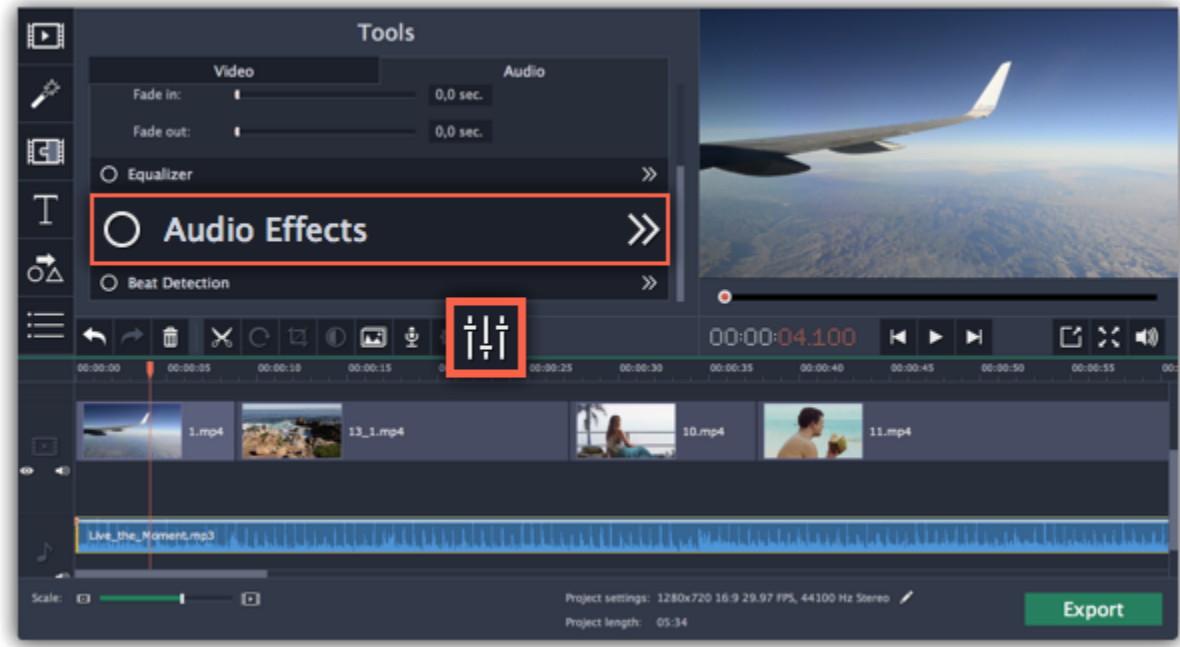 Tools
Video Audio
Fade in: 0,0 sec.
Fade out: 0,0 sec.
Equalizer
Audio Effects
Beat Detection
T
00:00:04.100
00:00:00 00:00:05 00:00:10 00:00:15 00:00:25 00:00:30 00:00:35 00:00:40 00:00:45 00:00:50 00:00:55 00:
1.mp4 13_1.mp4 10.mp4 11.mp4
Live_the_Moment.mp3
Scale: Project settings: 1280x720 16:9 29.97 FPS, 44100 Hz Stereo
Project length: 05:34
Export